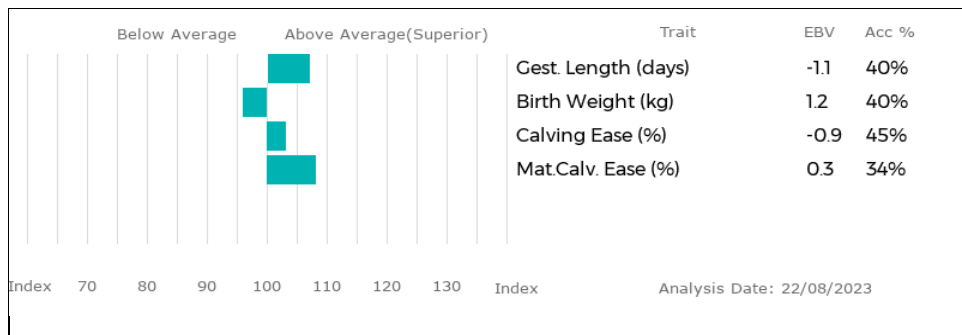 Below Average Above Average(Superior) Trait EBV Acc %
Gest. Length (days) -1.1 40%
Birth Weight (kg) 1.2 40%
Calving Ease (%) -0.9 45%
Mat.Calv. Ease (%) 0.3 34%
Index 70 80 90 100 110 120 130 Index Analysis Date: 22/08/2023